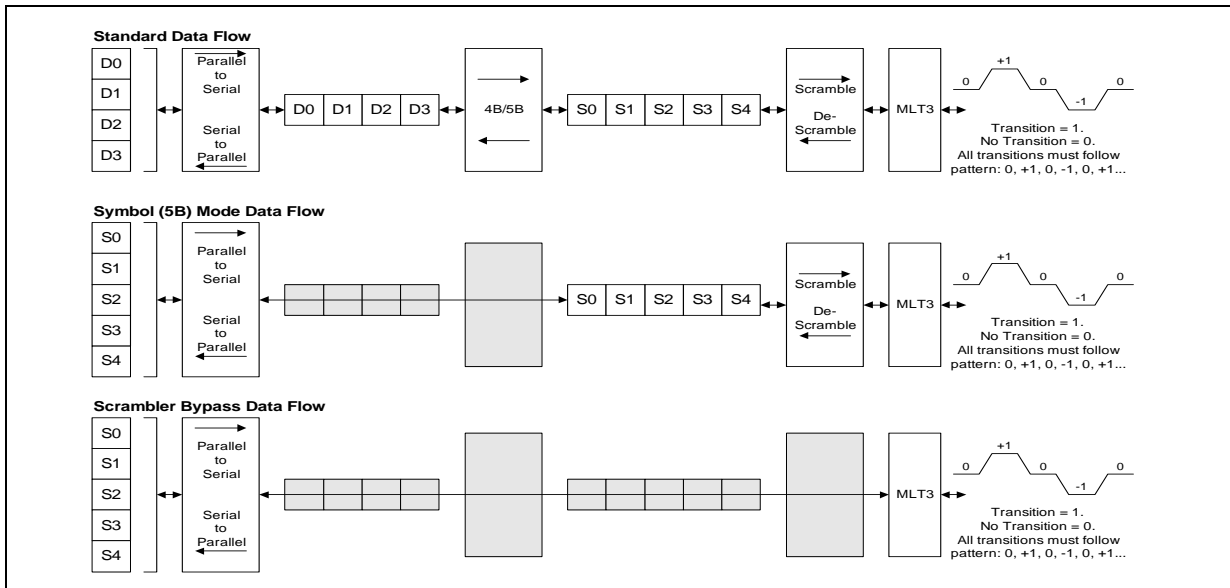 Standard Data Flow
D0
D1
D2
D3
Parallel
to
Serial
Serial
to
Parallel
D0 D1 D2 D3
4B/5B
S0 S1 S2 S3 S4
Scramble
De-
Scramble
MLT3
0 +1 0 -1 0
Transition = 1.
No Transition = 0.
All transitions must follow
pattern: 0, +1, 0, -1, 0, +1...
Symbol (5B) Mode Data Flow
S0
S1
S2
S3
S4
Parallel
to
Serial
Serial
to
Parallel
S0 S1 S2 S3 S4
Scramble
De-
Scramble
MLT3
0 +1 0 -1 0
Transition = 1.
No Transition = 0.
All transitions must follow
pattern: 0, +1, 0, -1, 0, +1...
Scrambler Bypass Data Flow
S0
S1
S2
S3
S4
Parallel
to
Serial
Serial
to
Parallel
MLT3
0 +1 0 -1 0
Transition = 1.
No Transition = 0.
All transitions must follow
pattern: 0, +1, 0, -1, 0, +1...